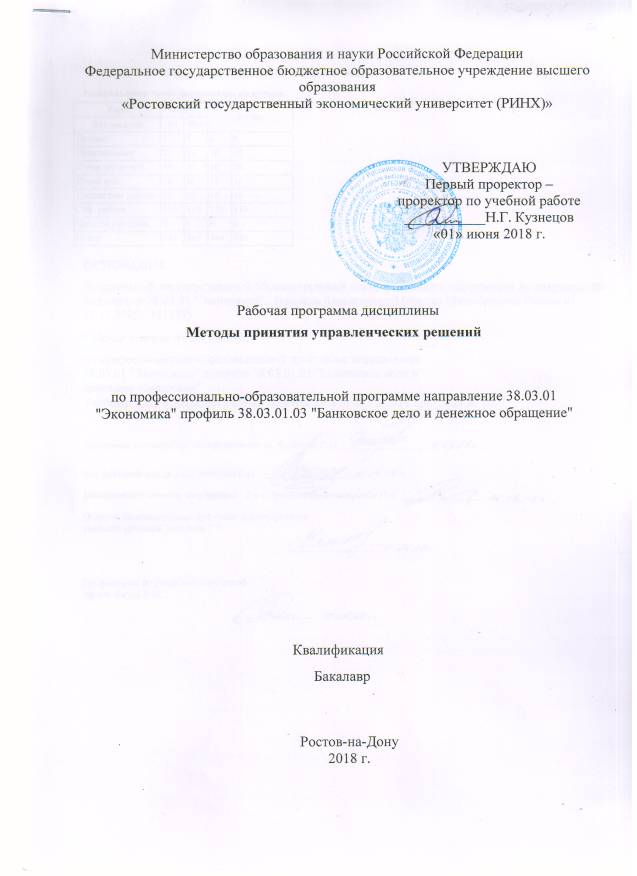 Министерство образования и науки Российской Федерации
Федеральное государственное бюджетное образовательное учреждение высшего
образования
«Ростовский государственный экономический университет (РИНХ)»
УТВЕРЖДАЮ
Первый проректор –
проректор по учебной работе
Н.Г. Кузнецов
«01» июня 2018 г.
Рабочая программа дисциплины
Методы принятия управленческих решений
по профессионально-образовательной программе направление 38.03.01
"Экономика" профиль 38.03.01.03 "Банковское дело и денежное обращение"
Квалификация
Бакалавр
Ростов-на-Дону
2018 г.